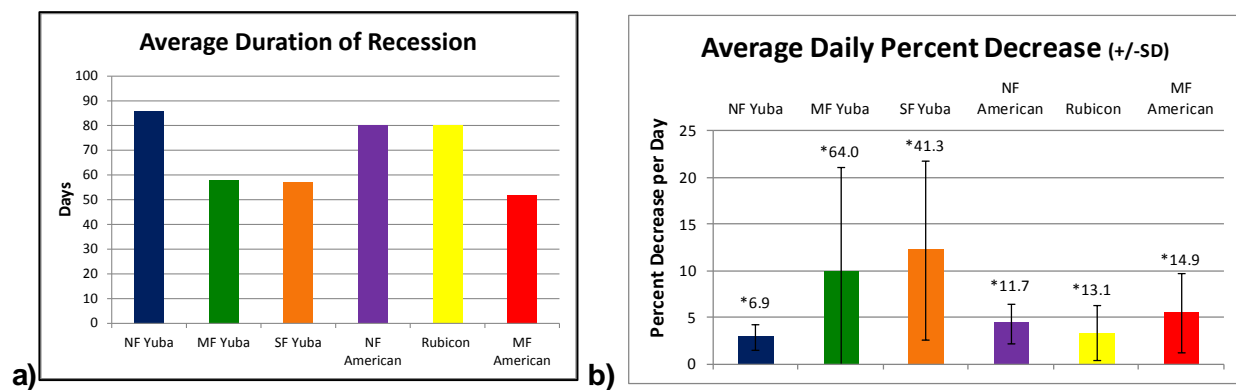 Average Duration of Recession
100
90
80
70
60
50
40
30
20
10
0
Days
NF Yuba MF Yuba SF Yuba NF American Rubicon MF American
a)
Average Daily Percent Decrease (+/-SD)
NF Yuba MF Yuba SF Yuba NF American Rubicon MF American
25
20
15
10
5
0
Percent Decrease per Day
*6.9
*64.0
*41.3
*11.7
*13.1
*14.9
b)